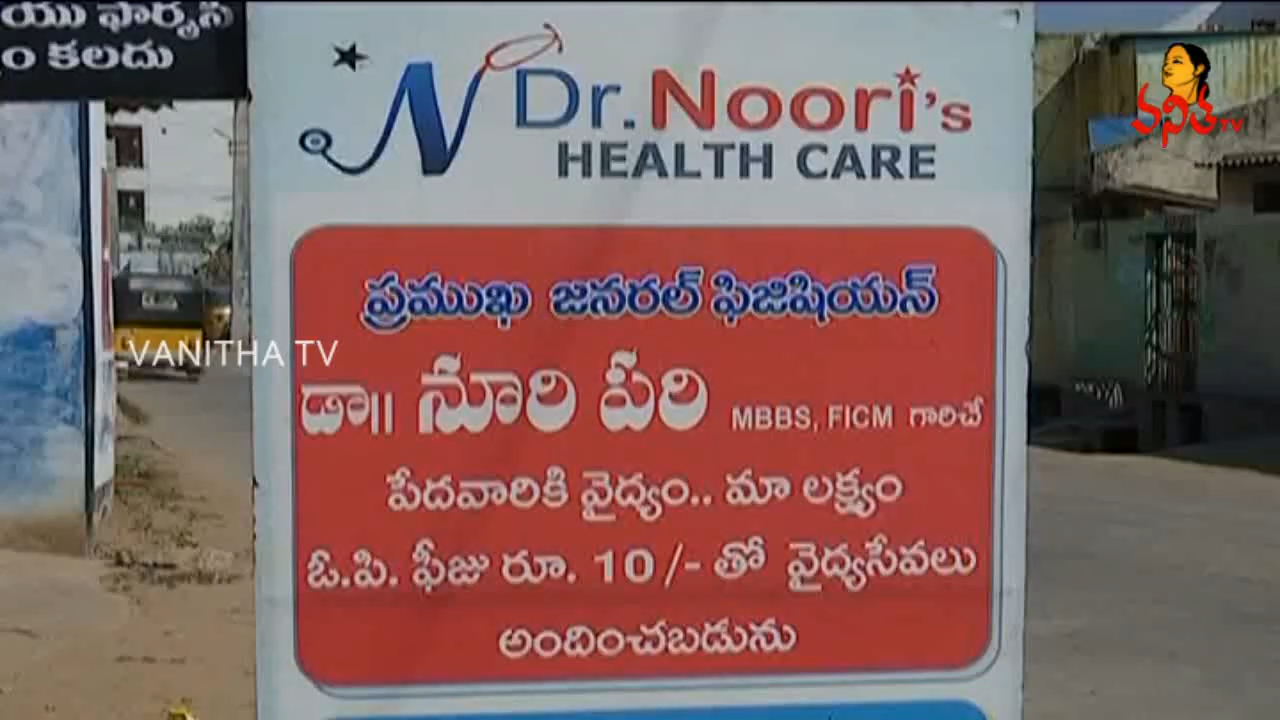 యు ఫార్మసీ
ం కలదు
N Dr. Noori's
HEALTH CARE
ప్రముఖ జనరల్ ఫిజిషియన్
డా|| నూరి పరి MBBS, FICM గారిచే
పేదవారికి వైద్యం.. మా లక్ష్యం
ఓ.పి. ఫీజు రూ. 10/- తో వైద్యసేవలు
అందించబడును
VANITHA TV
వనిత TV